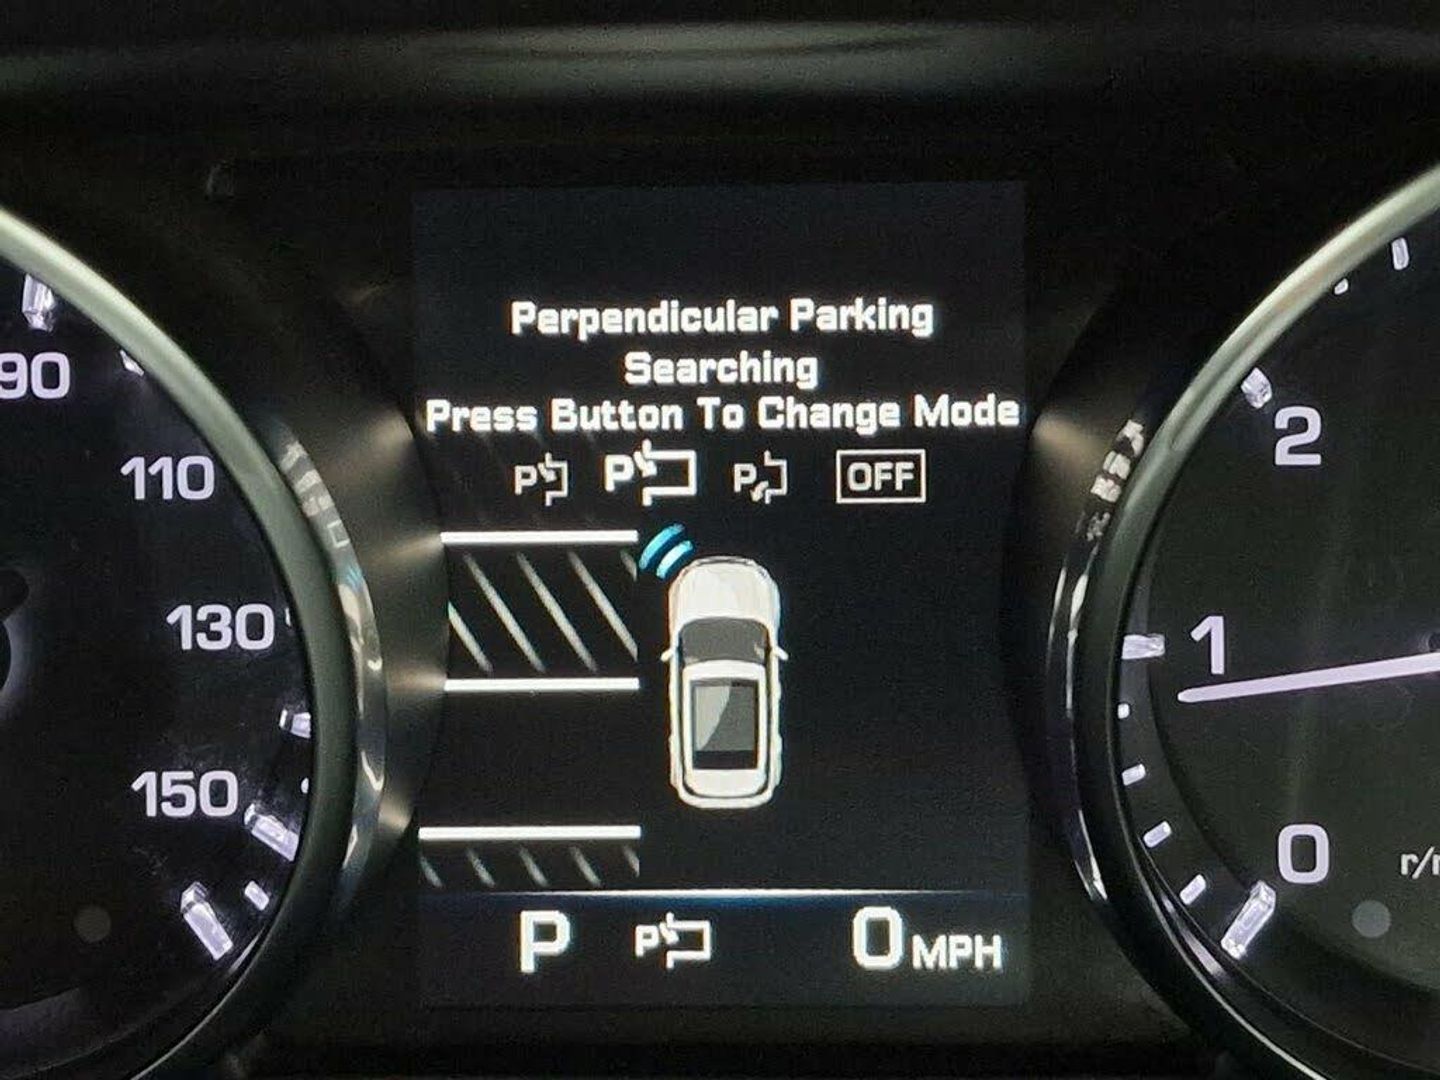 Perpendicular Parking
Searching
Press Button To Change Mode
P P P OFF
90
110
130
150
2
1
0
r/
P P 0 MPH